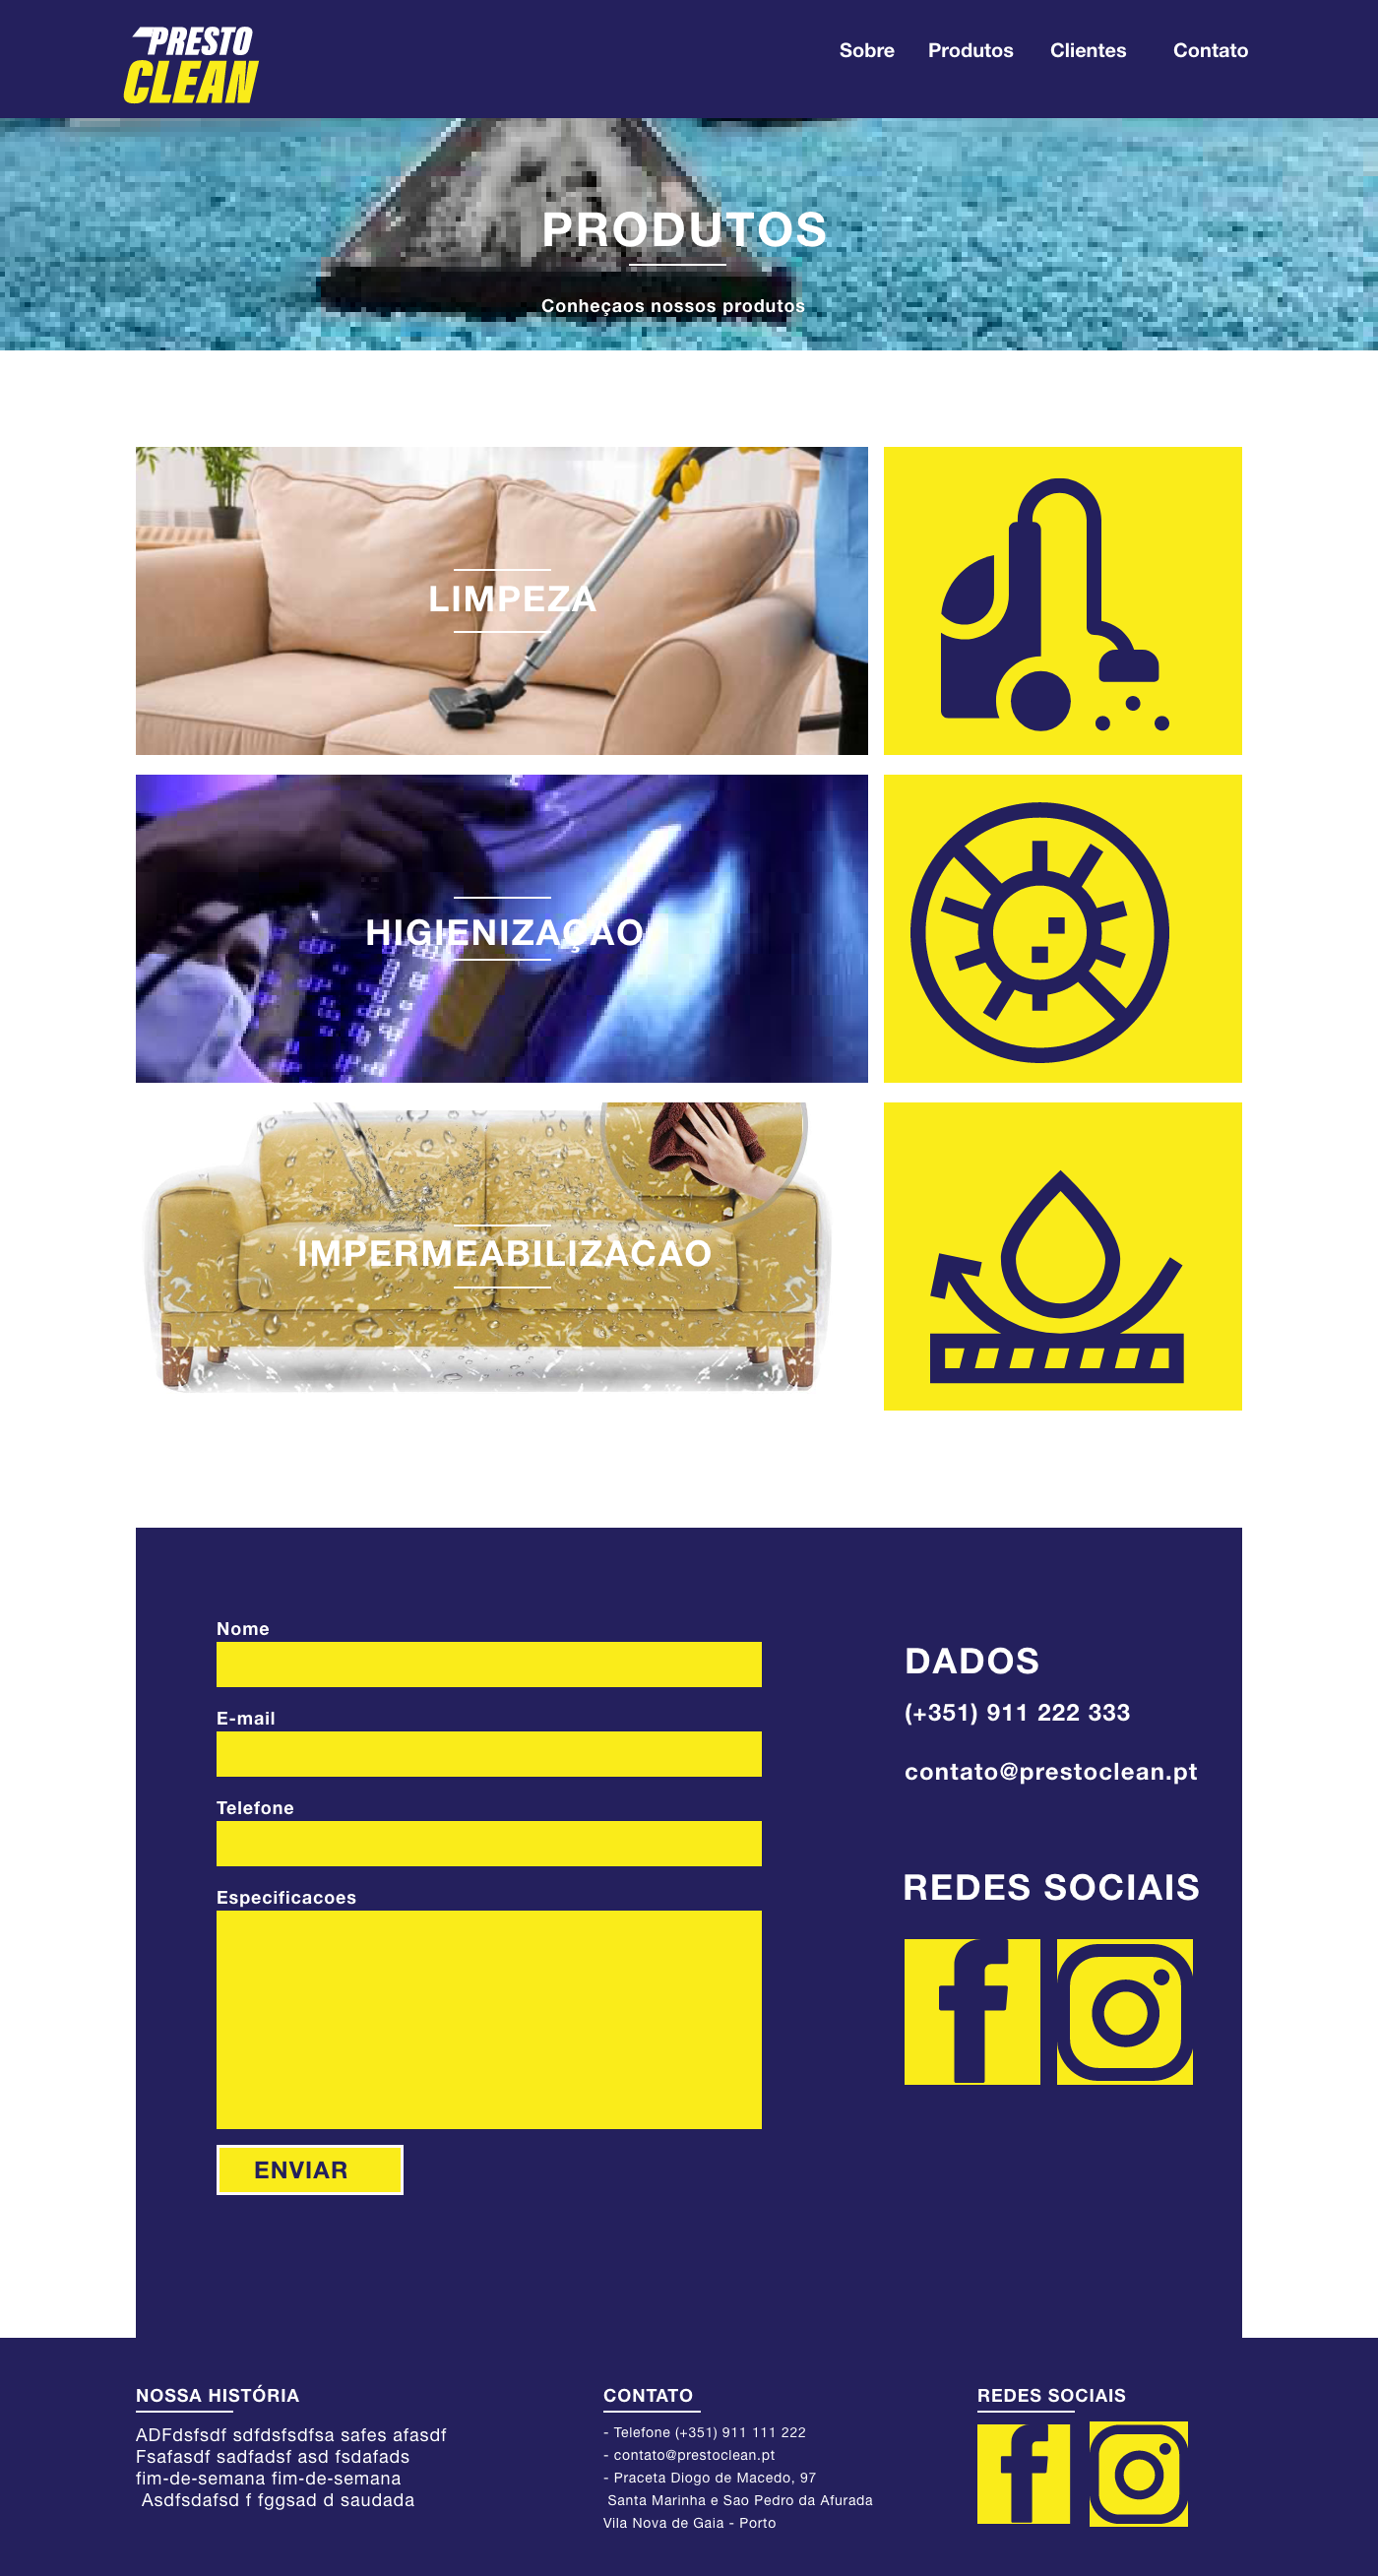 PRESTO
CLEAN
Sobre Produtos Clientes Contato
PRODUTOS
Conheçaos nossos produtos
LIMPEZA
HIGIENIZAÇAO
IMPERMEABILIZACAO
Nome
E-mail
Telefone
Especificacoes
ENVIAR
DADOS
(+351) 911 222 333
contato@prestoclean.pt
REDES SOCIAIS
NOSSA HISTÓRIA
ADFdsfsdf sdfdsfsdfsa safes afasdf
Fsafasdf sadfadsf asd fsdafads
fim-de-semana fim-de-semana
Asdfsdafsd f fggsad d saudada
CONTATO
- Telefone (+351) 911 111 222
- contato@prestoclean.pt
- Praceta Diogo de Macedo, 97
Santa Marinha e Sao Pedro da Afurada
Vila Nova de Gaia - Porto
REDES SOCIAIS